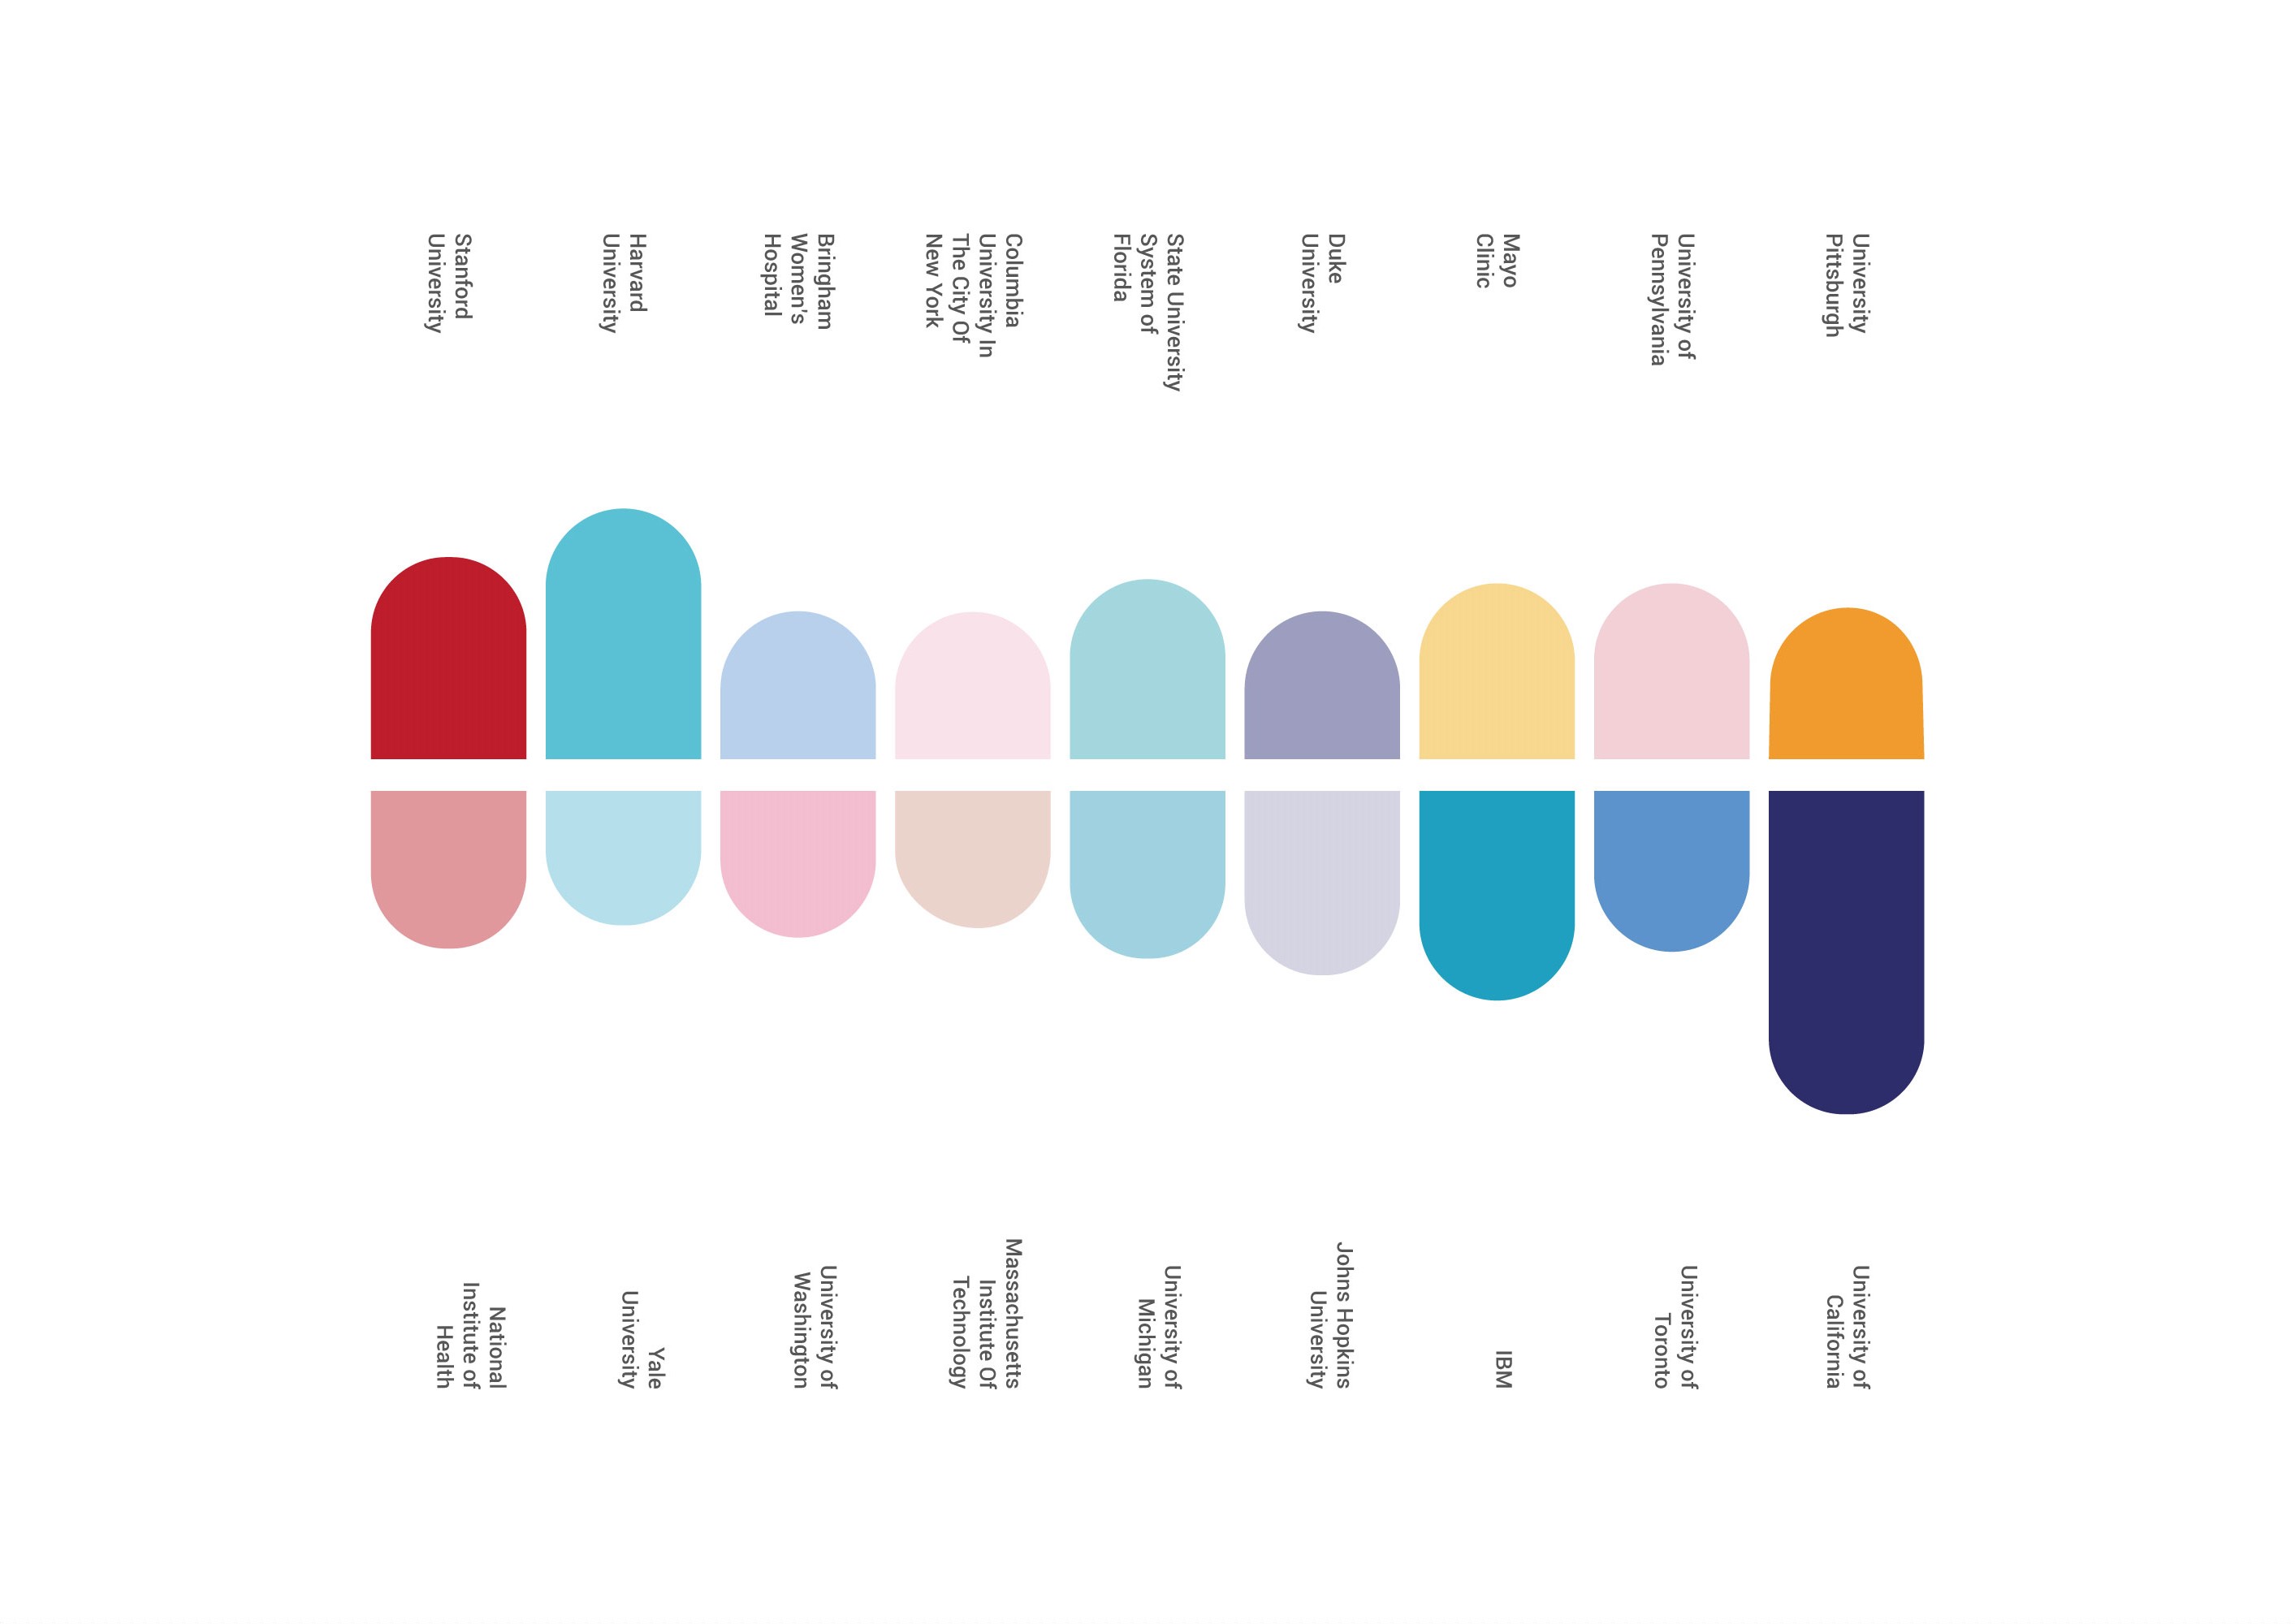 Stanford
University
Harvard
University
Bringham
Women's
Hospital
Columbia
University In
The City Of
New York
State University
System of
Florida
Duke
University
Mayo
Clinic
University of
Pennsylvania
University
Pittsburgh
National
Institute of
Health
Yale
University
University of
Washington
Massachusetts
Institute Of
Technology
University of
Michigan
Johns Hopkins
University
IBM
University of
Toronto
University of
California